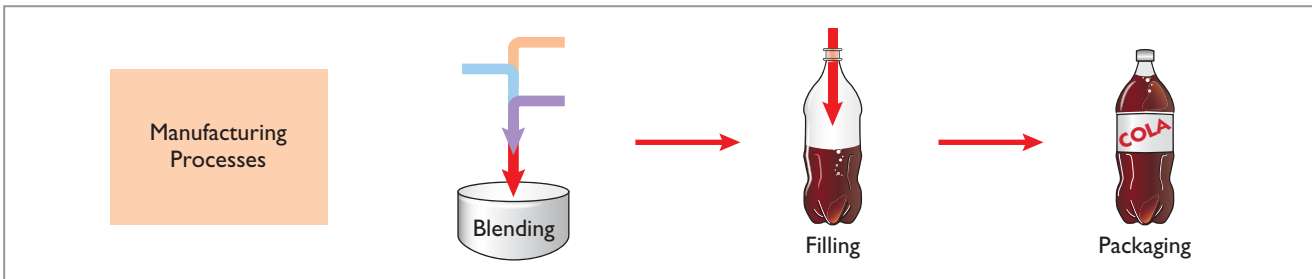 Manufacturing
Processes
Blending
Filling
COLA
Packaging